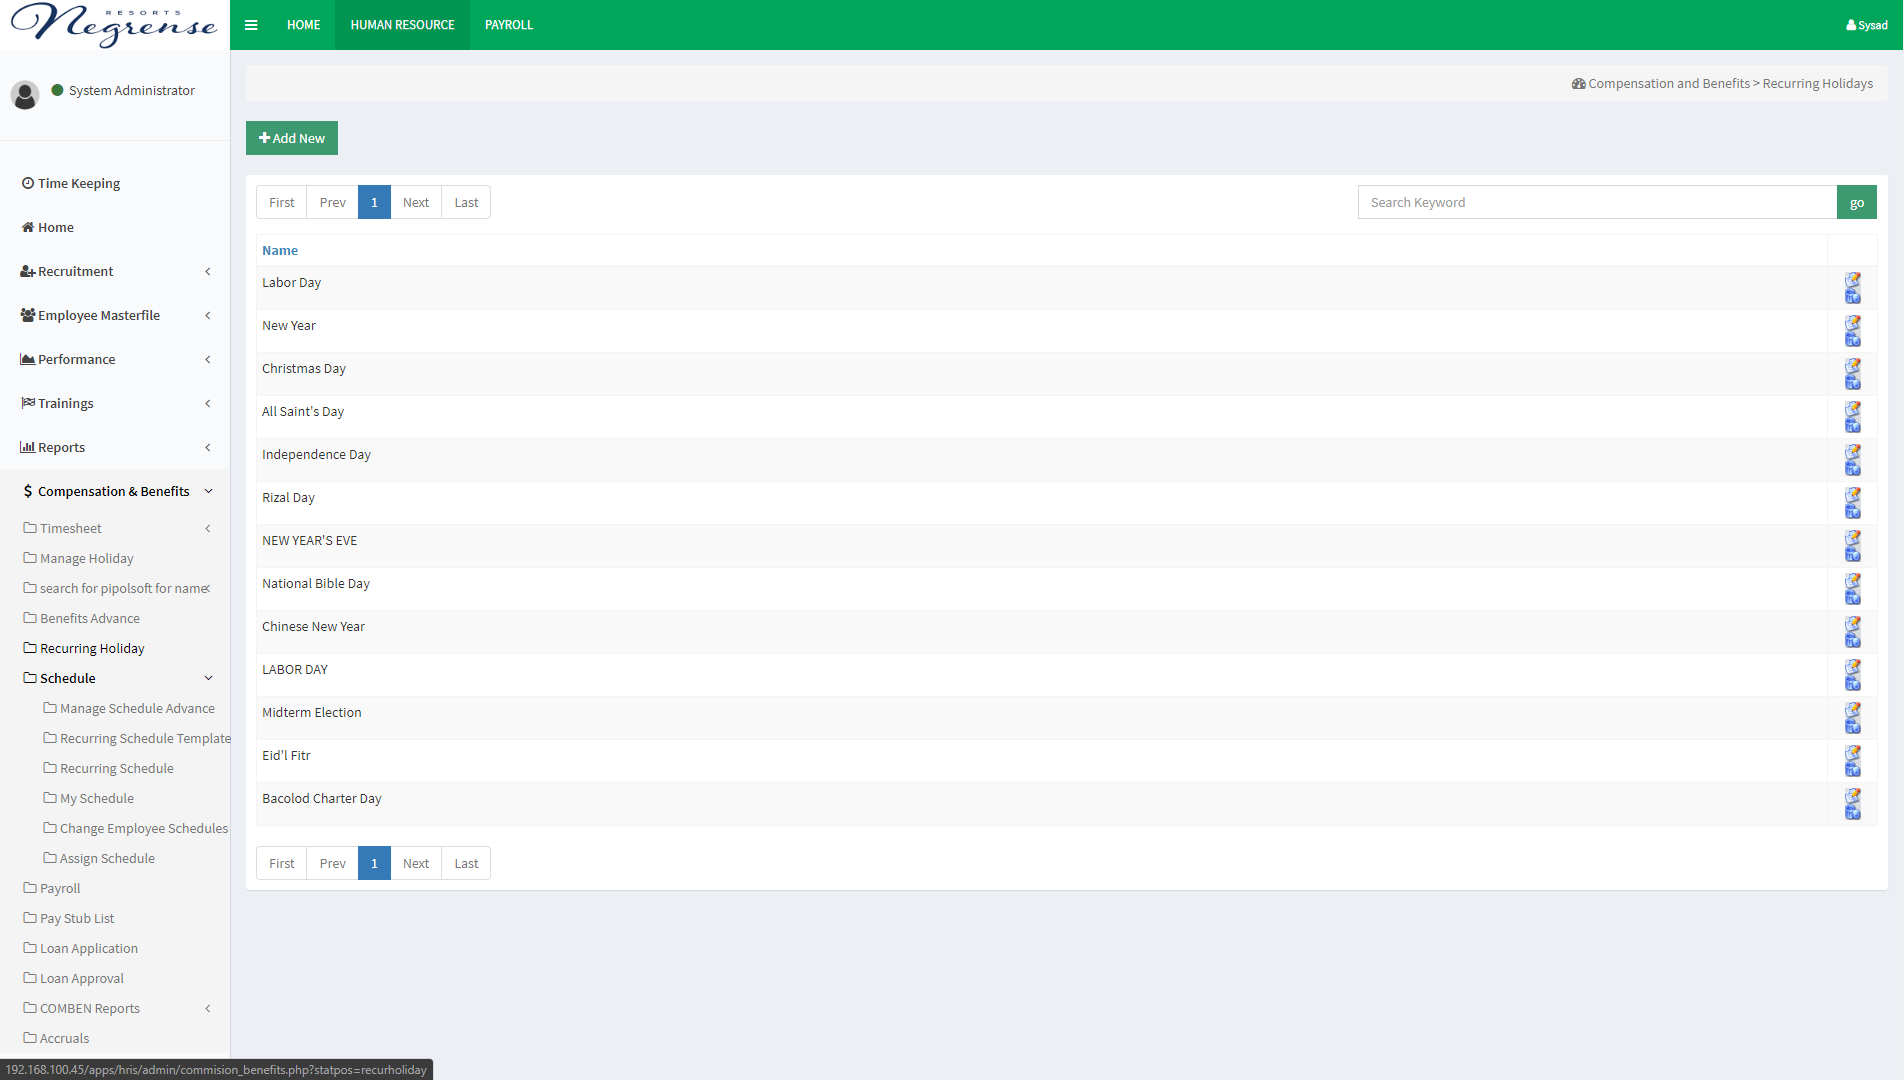 RESORTS
Negrense
HOME
HUMAN RESOURCE
PAYROLL
Sysad
System Administrator
Compensation and Benefits > Recurring Holidays
Add New
Time Keeping
Home
Recruitment
Employee Masterfile
Performance
Trainings
Reports
Compensation & Benefits
Timesheet
Manage Holiday
search for pipolsoft for name
Benefits Advance
Recurring Holiday
Schedule
Manage Schedule Advance
Recurring Schedule Template
Recurring Schedule
My Schedule
Change Employee Schedules
Assign Schedule
Payroll
Pay Stub List
Loan Application
Loan Approval
COMBEN Reports
Accruals
First Prev 1 Next Last
Search Keyword go
Name
Labor Day
New Year
Christmas Day
All Saint's Day
Independence Day
Rizal Day
NEW YEAR'S EVE
National Bible Day
Chinese New Year
LABOR DAY
Midterm Election
Eid'l Fitr
Bacolod Charter Day
First Prev 1 Next Last
192.168.100.45/apps/hris/admin/commision_benefits.php?statpos=recurholiday